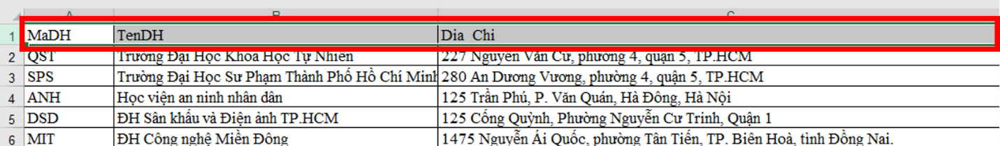 A B C
1 MaDH TenDH Dia Chi
2 QST Trường Đại Học Khoa Học Tự Nhiên 227 Nguyễn Văn Cừ, phường 4, quận 5, TP.HCM
3 SPS Trường Đại Học Sư Phạm Thành Phố Hồ Chí Minh 280 An Dương Vương, phường 4, quận 5, TP.HCM
4 ANH Học viện an ninh nhân dân 125 Trần Phú, P. Văn Quán, Hà Đông, Hà Nội
5 DSD ĐH Sân khấu và Điện ảnh TP.HCM 125 Cống Quỳnh, Phường Nguyễn Cư Trinh, Quận 1
6 MIT ĐH Công nghệ Miền Đông 1475 Nguyễn Ái Quốc, phường Tân Tiến, TP. Biên Hoà, tỉnh Đồng Nai.